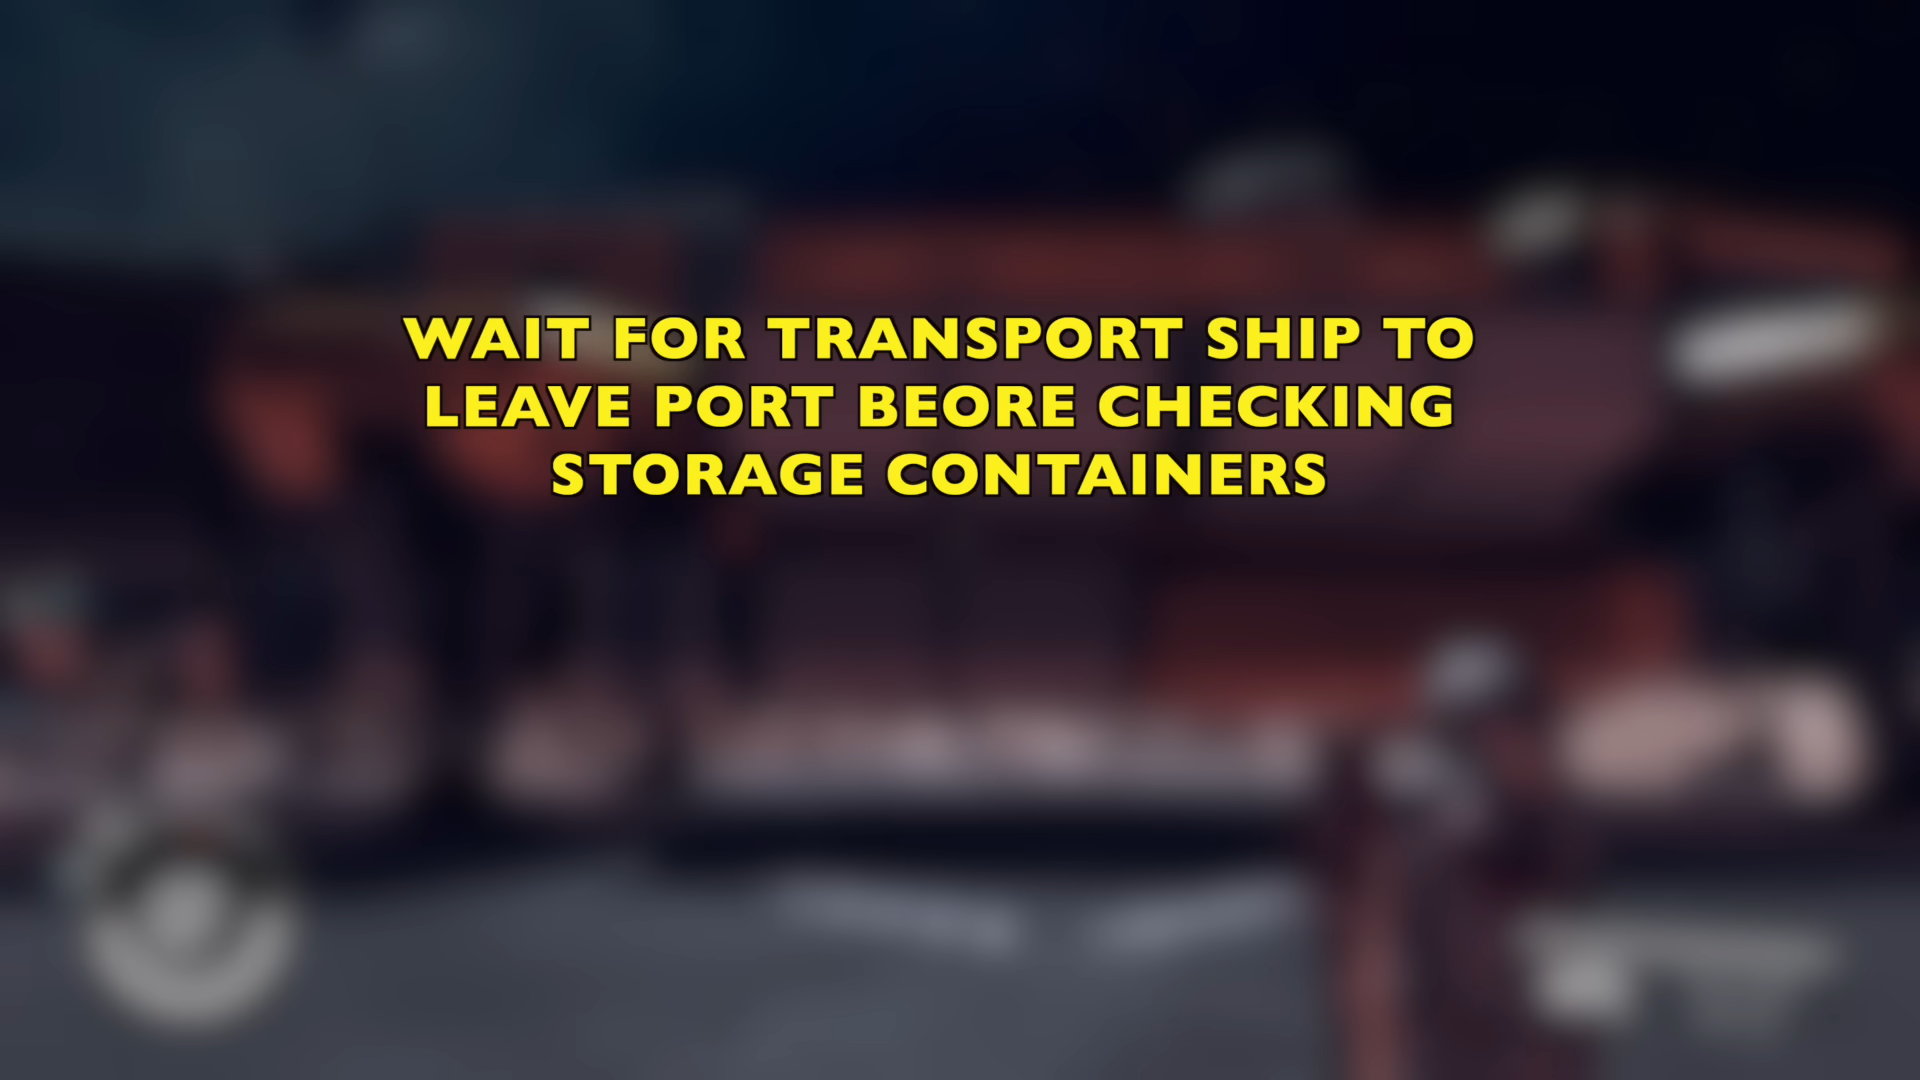 WAIT FOR TRANSPORT SHIP TO
LEAVE PORT BEORE CHECKING
STORAGE CONTAINERS